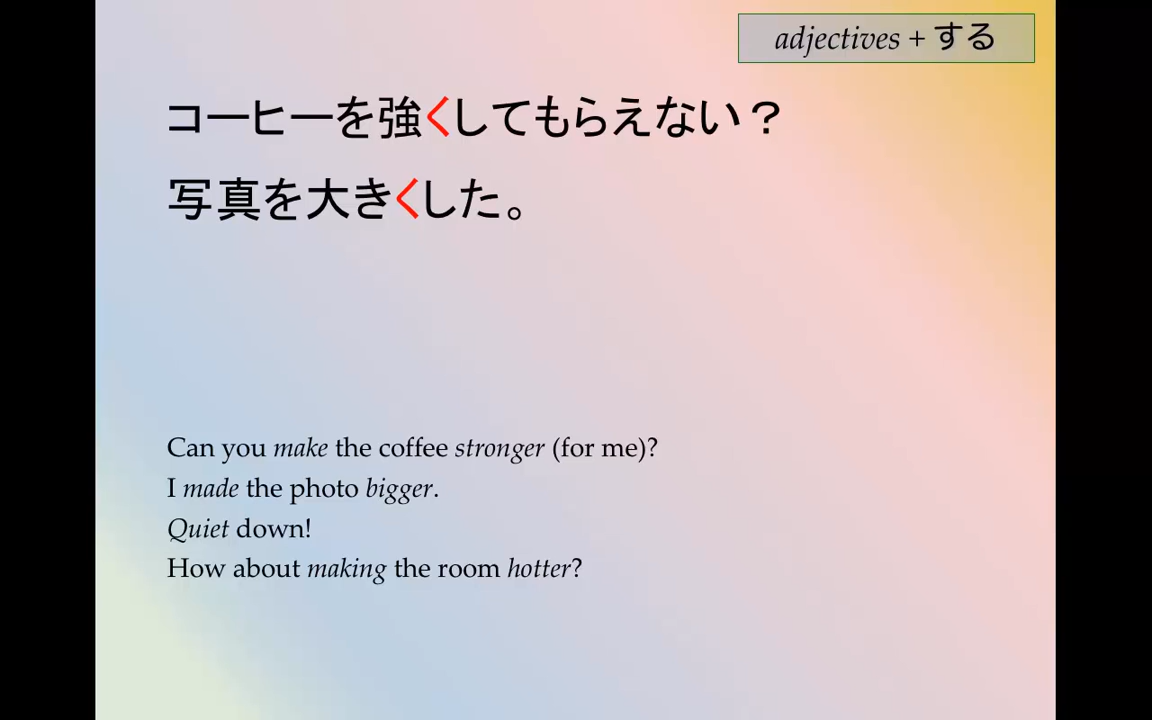 adjectives + する
コーヒーを強くしてもらえない？
写真を大きくした。
Can you make the coffee stronger (for me)?
I made the photo bigger.
Quiet down!
How about making the room hotter?